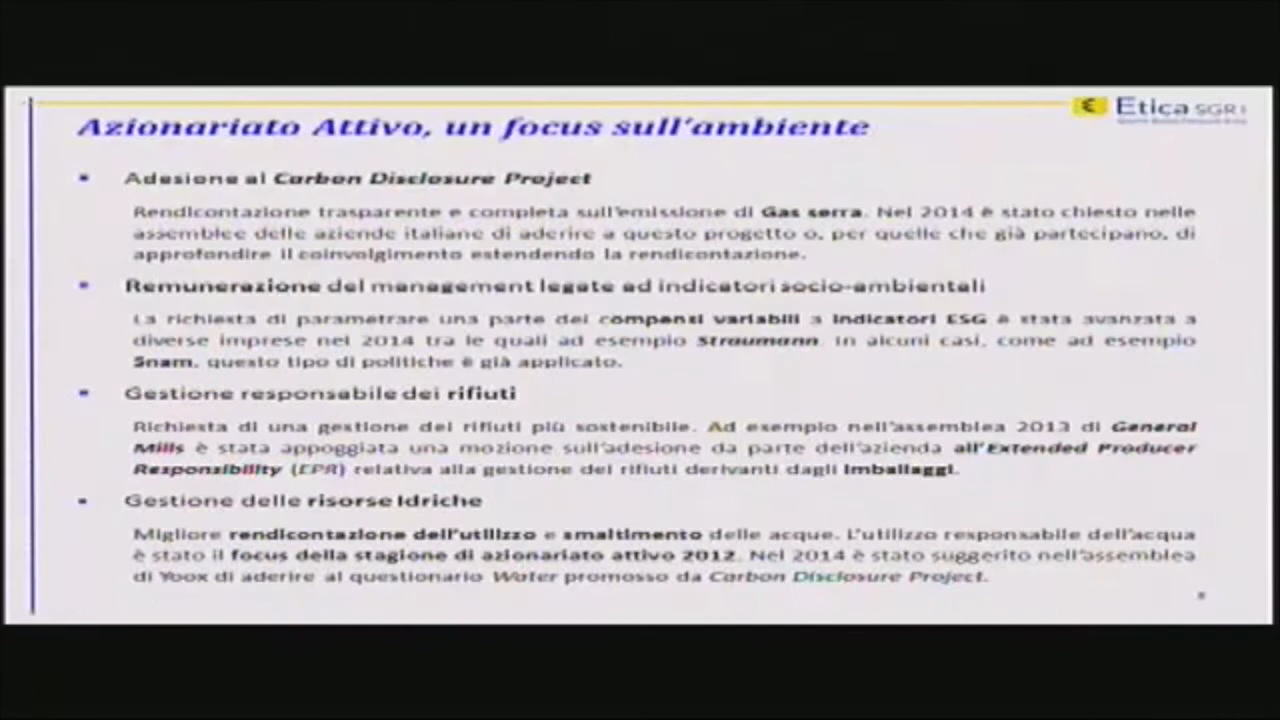 Etica SGR
Azionariato Attivo, un focus sull'ambiente
▪ Adesione al Carbon Disclosure Project
Rendicontazione trasparente e completa sull'emissione di Gas serra. Nel 2014 è stato chiesto nelle
assemblee delle aziende italiane di aderire a questo progetto o, per quelle che già partecipano, di
approfondire il coinvolgimento estendendo la rendicontazione.
▪ Remunerazione del management legate ad indicatori socio-ambientali
La richiesta di parametrare una parte dei compensi variabili a indicatori ESG è stata avanzata a
diverse imprese nel 2014 tra le quali ad esempio Straumann. In alcuni casi, come ad esempio
Snam, questo tipo di politiche è già applicato.
▪ Gestione responsabile dei rifiuti
Richiesta di una gestione dei rifiuti più sostenibile. Ad esempio nell'assemblea 2013 di General
Mills è stata appoggiata una mozione sull'adesione da parte dell'azienda all'Extended Producer
Responsibility (EPR) relativa alla gestione dei rifiuti derivanti dagli imballaggi.
▪ Gestione delle risorse idriche
Migliore rendicontazione dell'utilizzo e smaltimento delle acque. L'utilizzo responsabile dell'acqua
è stato il focus della stagione di azionariato attivo 2012. Nel 2014 è stato suggerito nell'assemblea
di Yoox di aderire al questionario Water promosso da Carbon Disclosure Project.